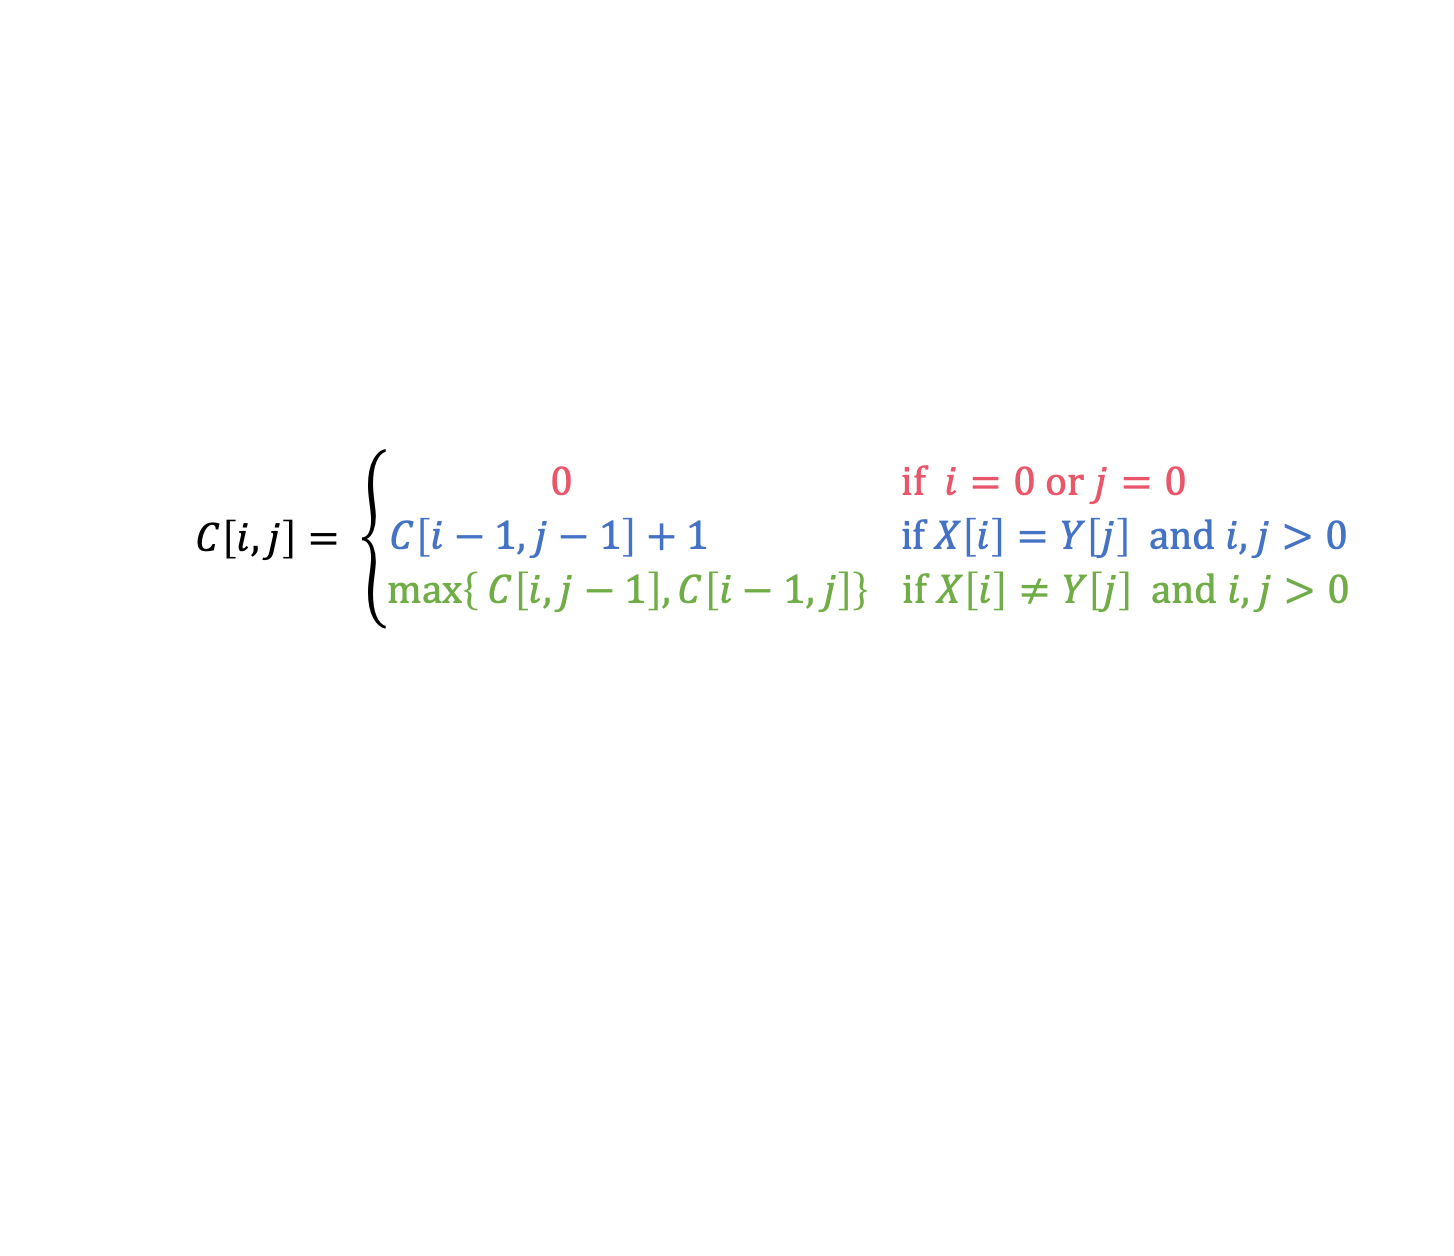 0 if i = 0 or j = 0
C[i, j] = { C[i − 1, j − 1] + 1 if X[i] = Y[j] and i, j > 0
max{ C[i, j − 1], C[i − 1, j]} if X[i] ≠ Y[j] and i, j > 0